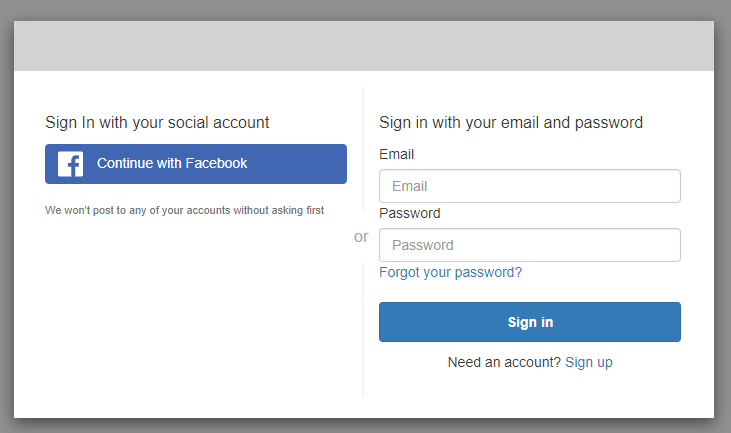 Sign In with your social account
Continue with Facebook
We won't post to any of your accounts without asking first
or
Sign in with your email and password
Email
Email
Password
Password
Forgot your password?
Sign in
Need an account? Sign up